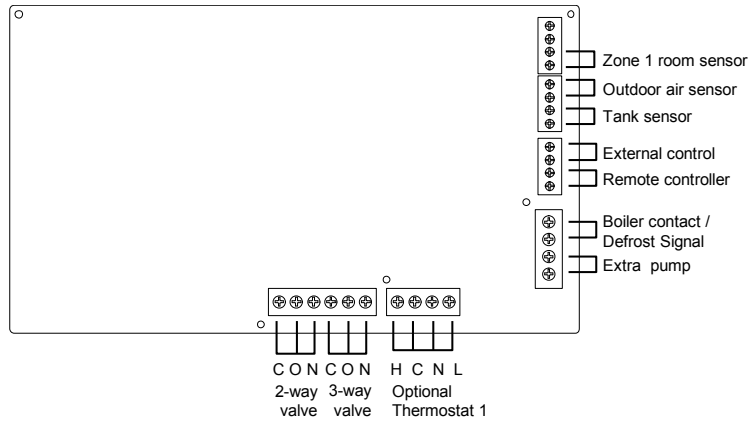 Zone 1 room sensor
Outdoor air sensor
Tank sensor
External control
Remote controller
Boiler contact /
Defrost Signal
Extra pump
C O N C O N H C N L
2-way 3-way Optional
valve valve Thermostat 1